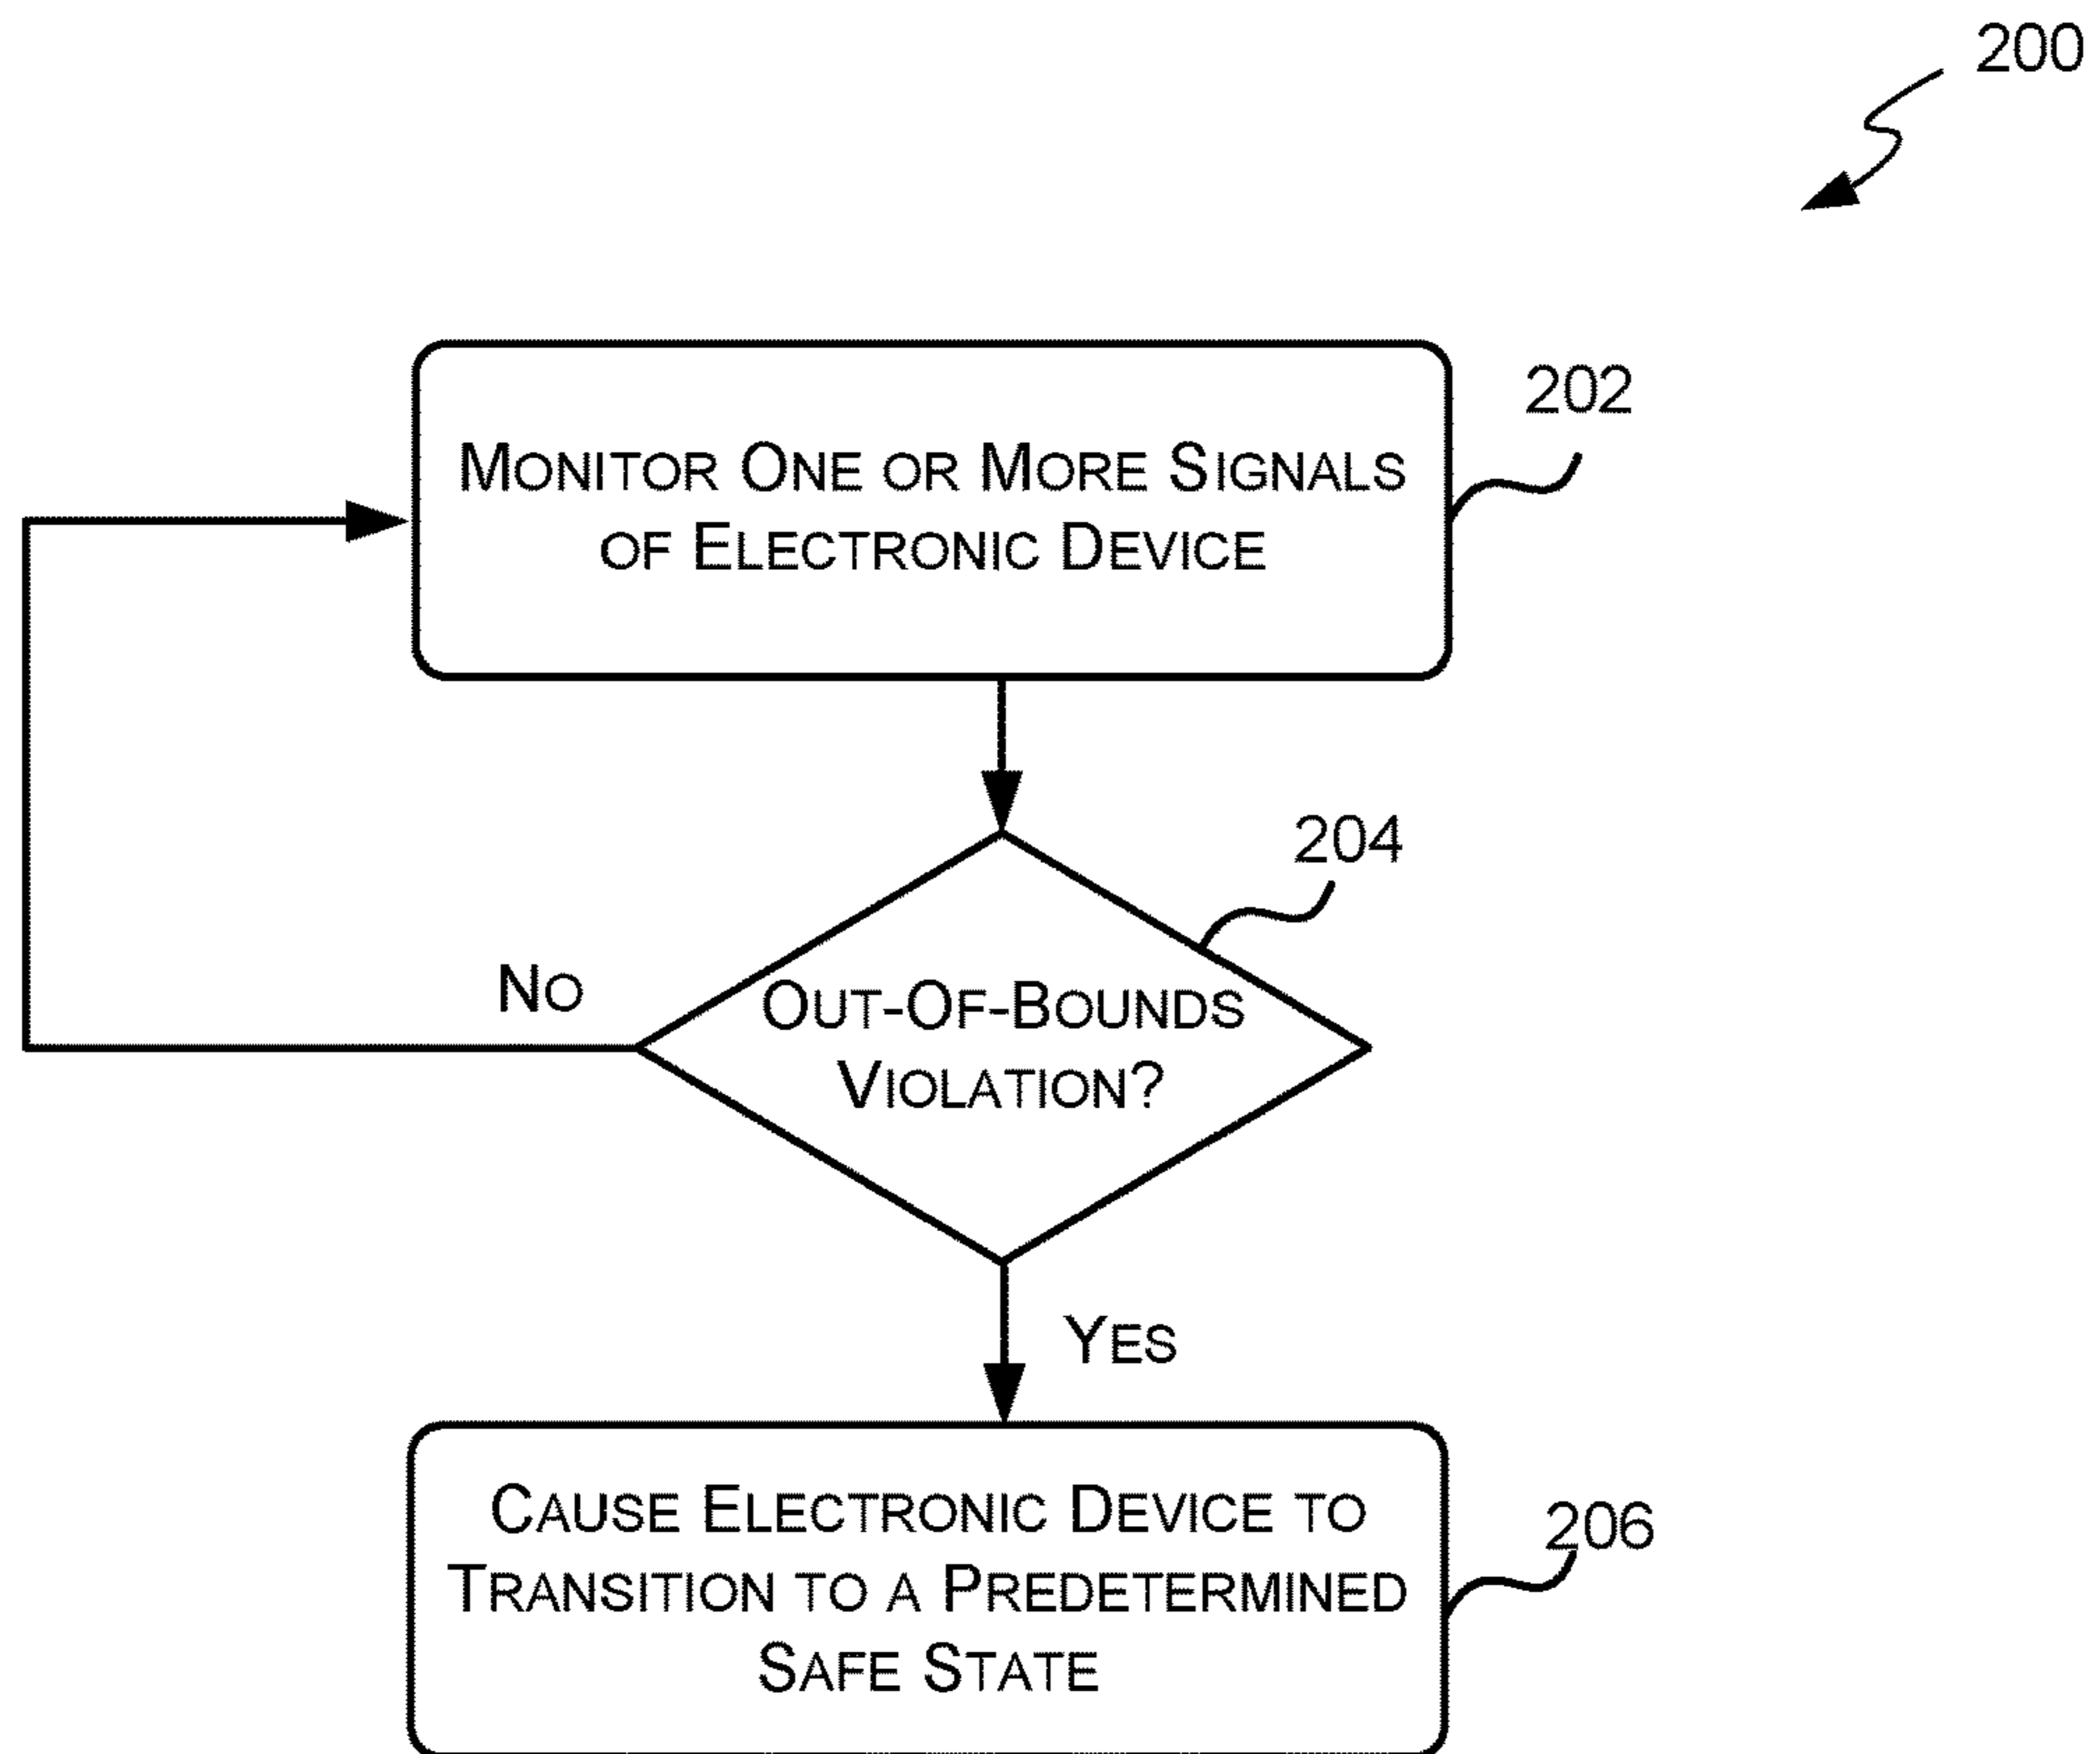 200
202
MONITOR ONE OR MORE SIGNALS
OF ELECTRONIC DEVICE
204
NO
OUT-OF-BOUNDS
VIOLATION?
YES
CAUSE ELECTRONIC DEVICE TO
206
TRANSITION TO A PREDETERMINED
SAFE STATE